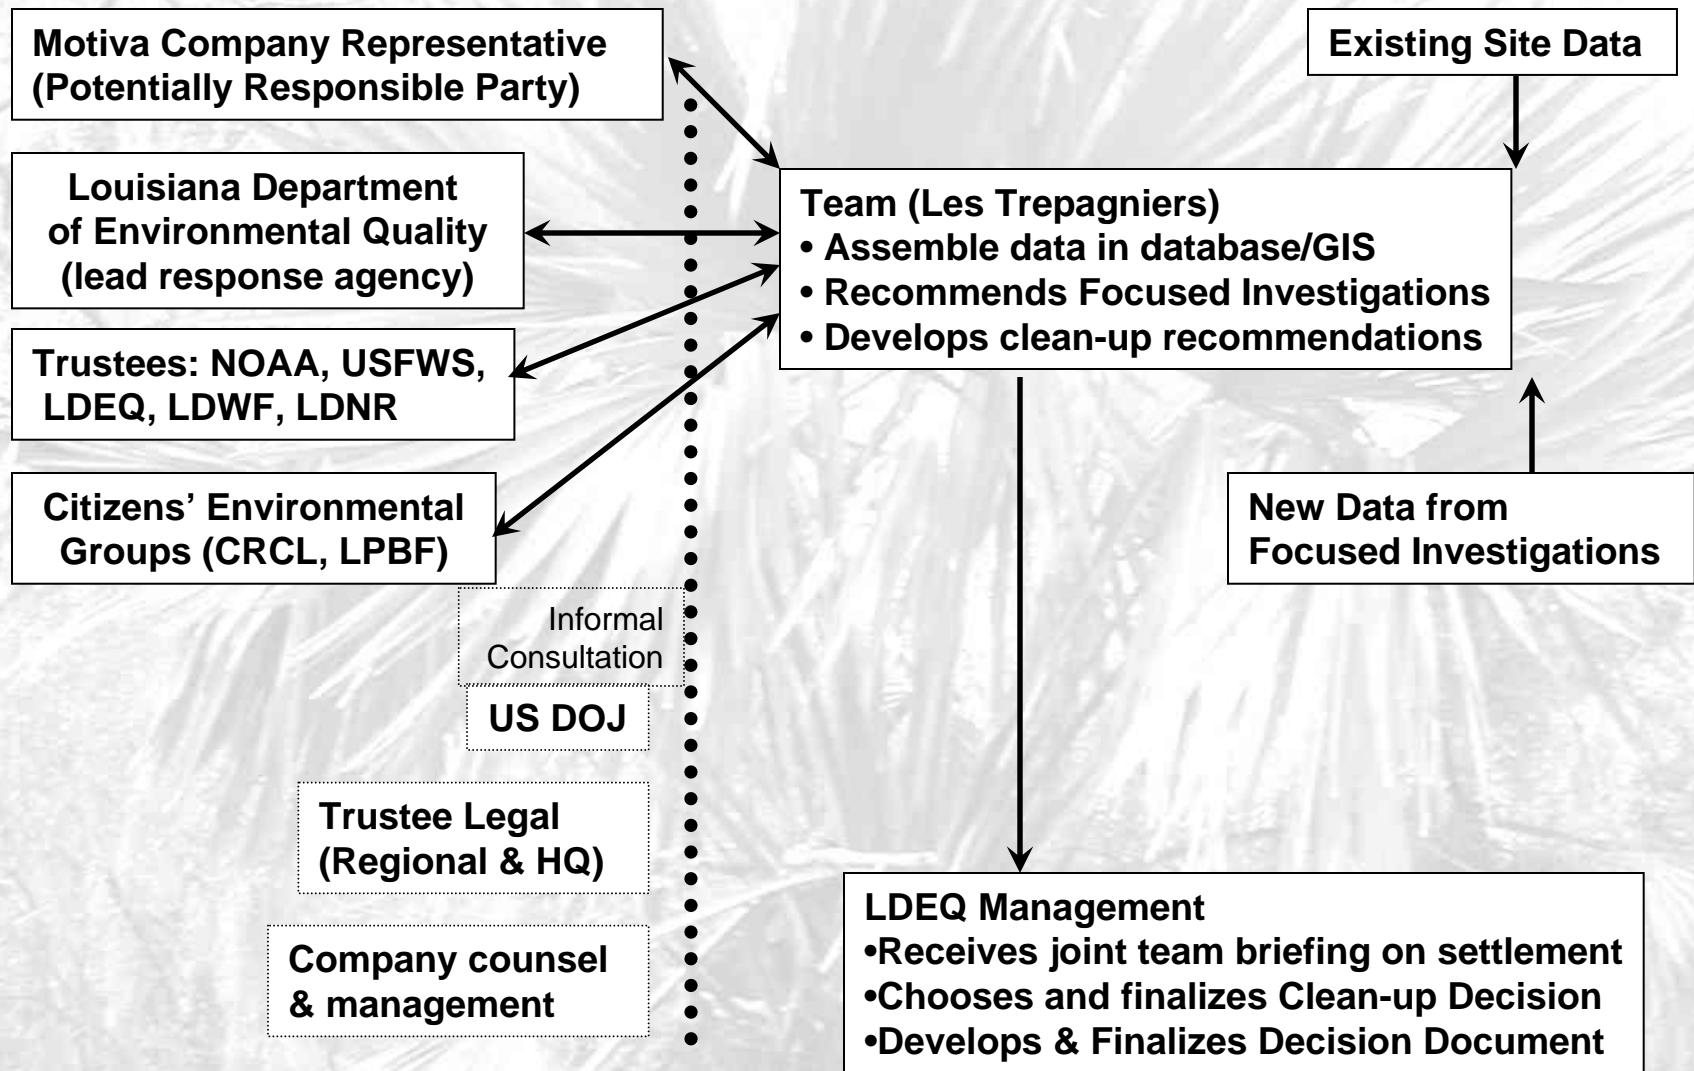 Motiva Company Representative
(Potentially Responsible Party)
Existing Site Data
Louisiana Department
of Environmental Quality
(lead response agency)
Team (Les Trepagniers)
• Assemble data in database/GIS
• Recommends Focused Investigations
• Develops clean-up recommendations
Trustees: NOAA, USFWS,
LDEQ, LDWF, LDNR
Citizens’ Environmental
Groups (CRCL, LPBF)
New Data from
Focused Investigations
Informal
Consultation
US DOJ
Trustee Legal
(Regional & HQ)
Company counsel
& management
LDEQ Management
•Receives joint team briefing on settlement
•Chooses and finalizes Clean-up Decision
•Develops & Finalizes Decision Document